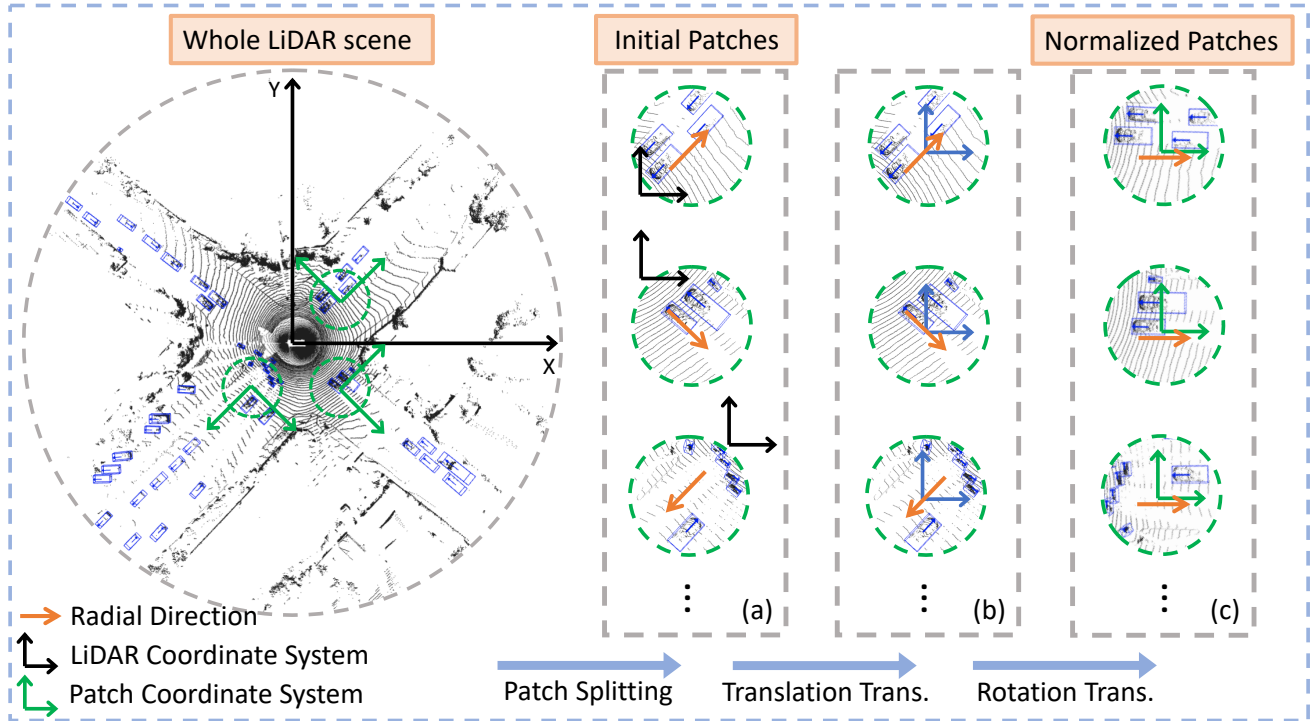 Whole LiDAR scene
Initial Patches
Normalized Patches
Y
X
(a)
(b)
(c)
Radial Direction
LiDAR Coordinate System
Patch Coordinate System
Patch Splitting
Translation Trans.
Rotation Trans.